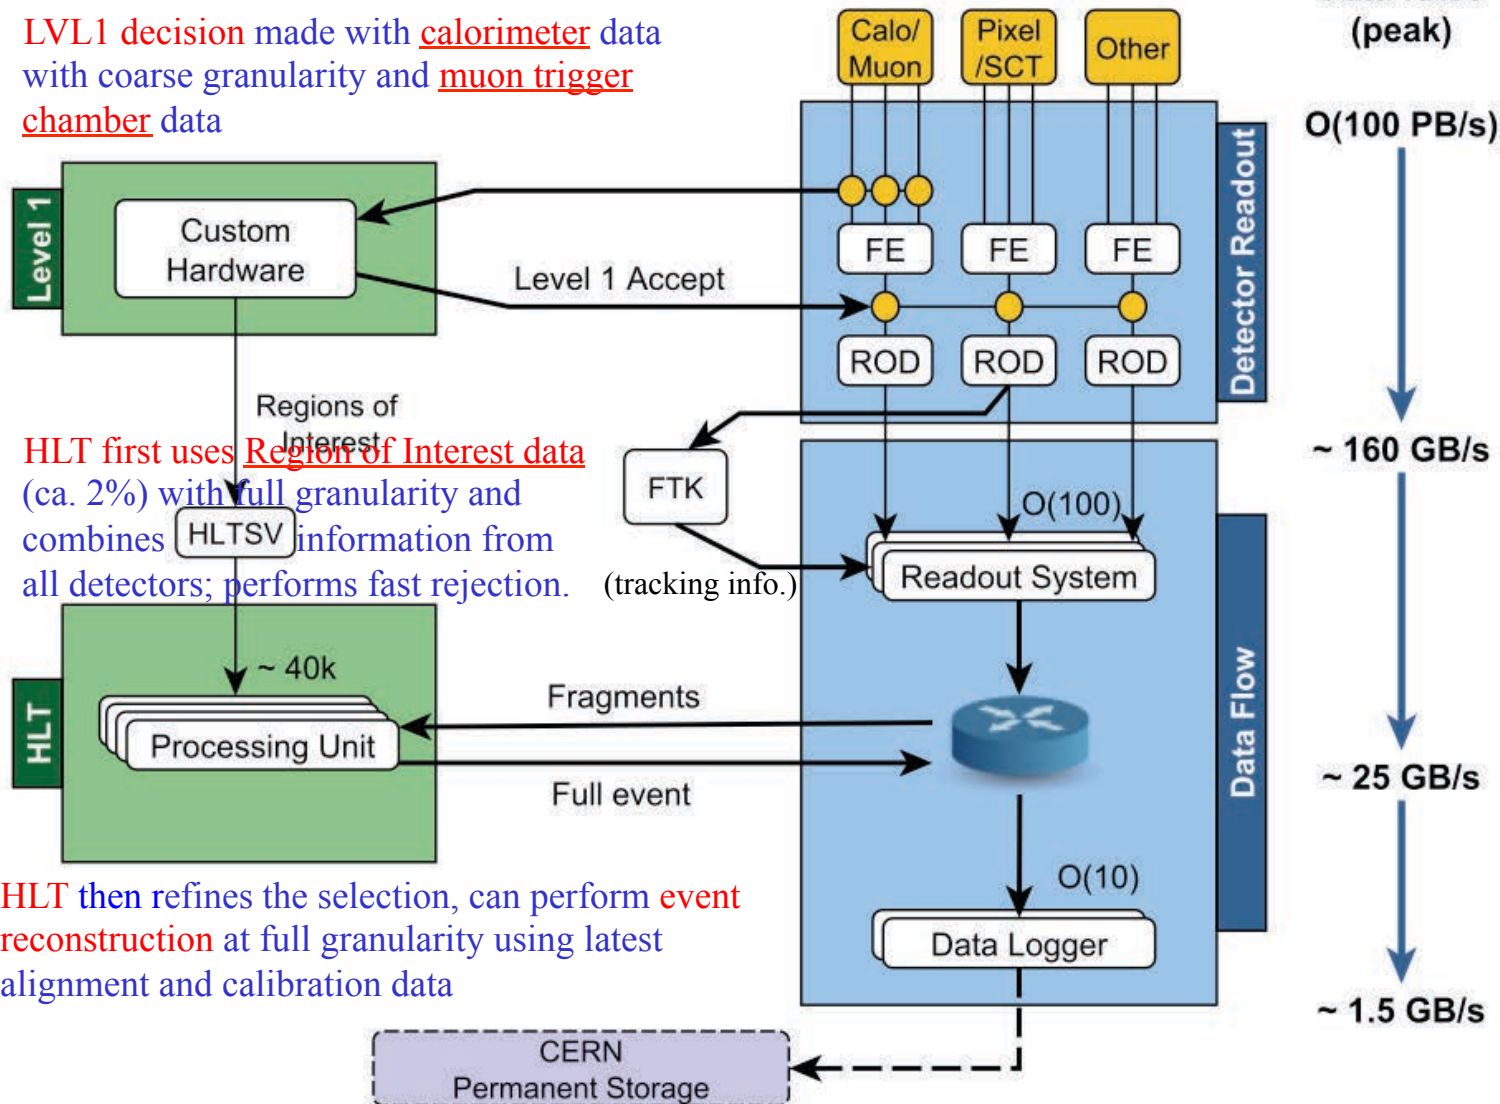 LVL1 decision made with calorimeter data
with coarse granularity and muon trigger
chamber data
Calo/
Muon
Pixel
/SCT
Other
(peak)
O(100 PB/s)
Level 1
Custom
Hardware
Level 1 Accept
FE
FE
FE
ROD
ROD
ROD
Detector Readout
Regions of
Interest
~ 160 GB/s
HLT first uses Region of Interest data
(ca. 2%) with full granularity and
combines information from
all detectors; performs fast rejection.
HLTSV
FTK
(tracking info.)
O(100)
Readout System
HLT
~ 40k
Processing Unit
Fragments
Full event
Data Flow
~ 25 GB/s
O(10)
Data Logger
HLT then refines the selection, can perform event
reconstruction at full granularity using latest
alignment and calibration data
~ 1.5 GB/s
CERN
Permanent Storage